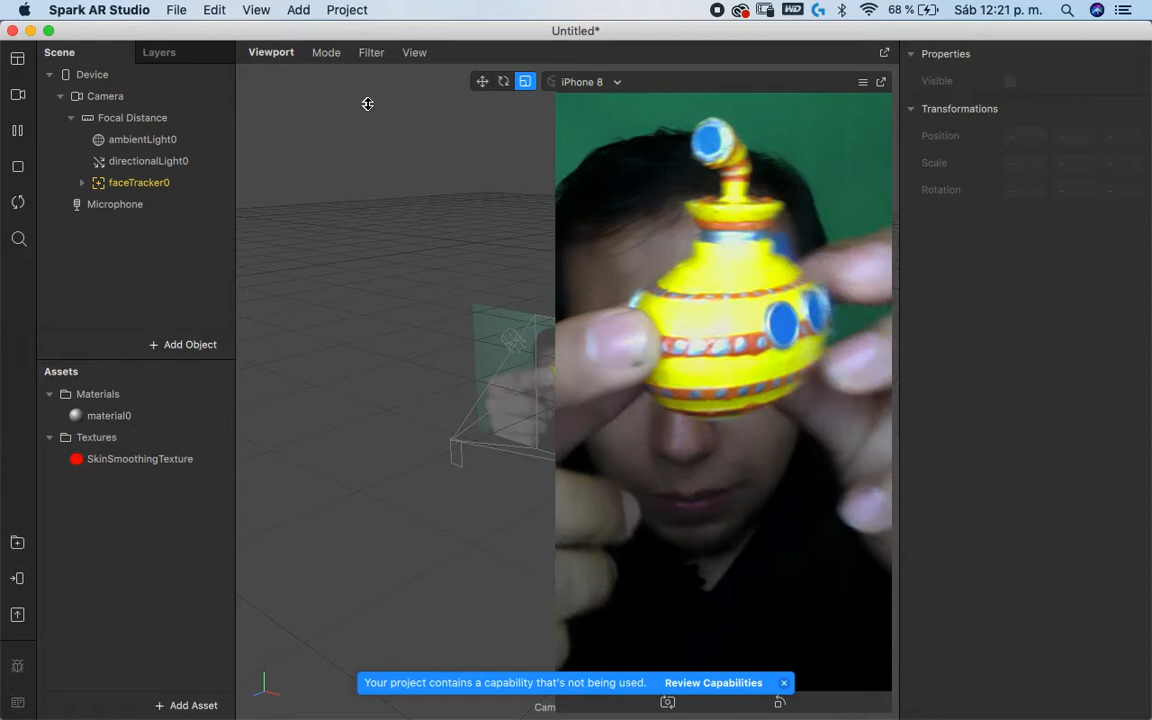 Spark AR Studio File Edit View Add Project 68 % Sáb 12:21 p. m.
Untitled*
Scene Layers
Viewport Mode Filter View
Properties
Device
iPhone 8
Visible
Camera
Transformations
Focal Distance
Position
ambientLight0
directionalLight0
Scale
faceTracker0
Rotation
Microphone
Add Object
Assets
Materials
material0
Textures
SkinSmoothingTexture
Your project contains a capability that's not being used. Review Capabilities
Add Asset
Cam